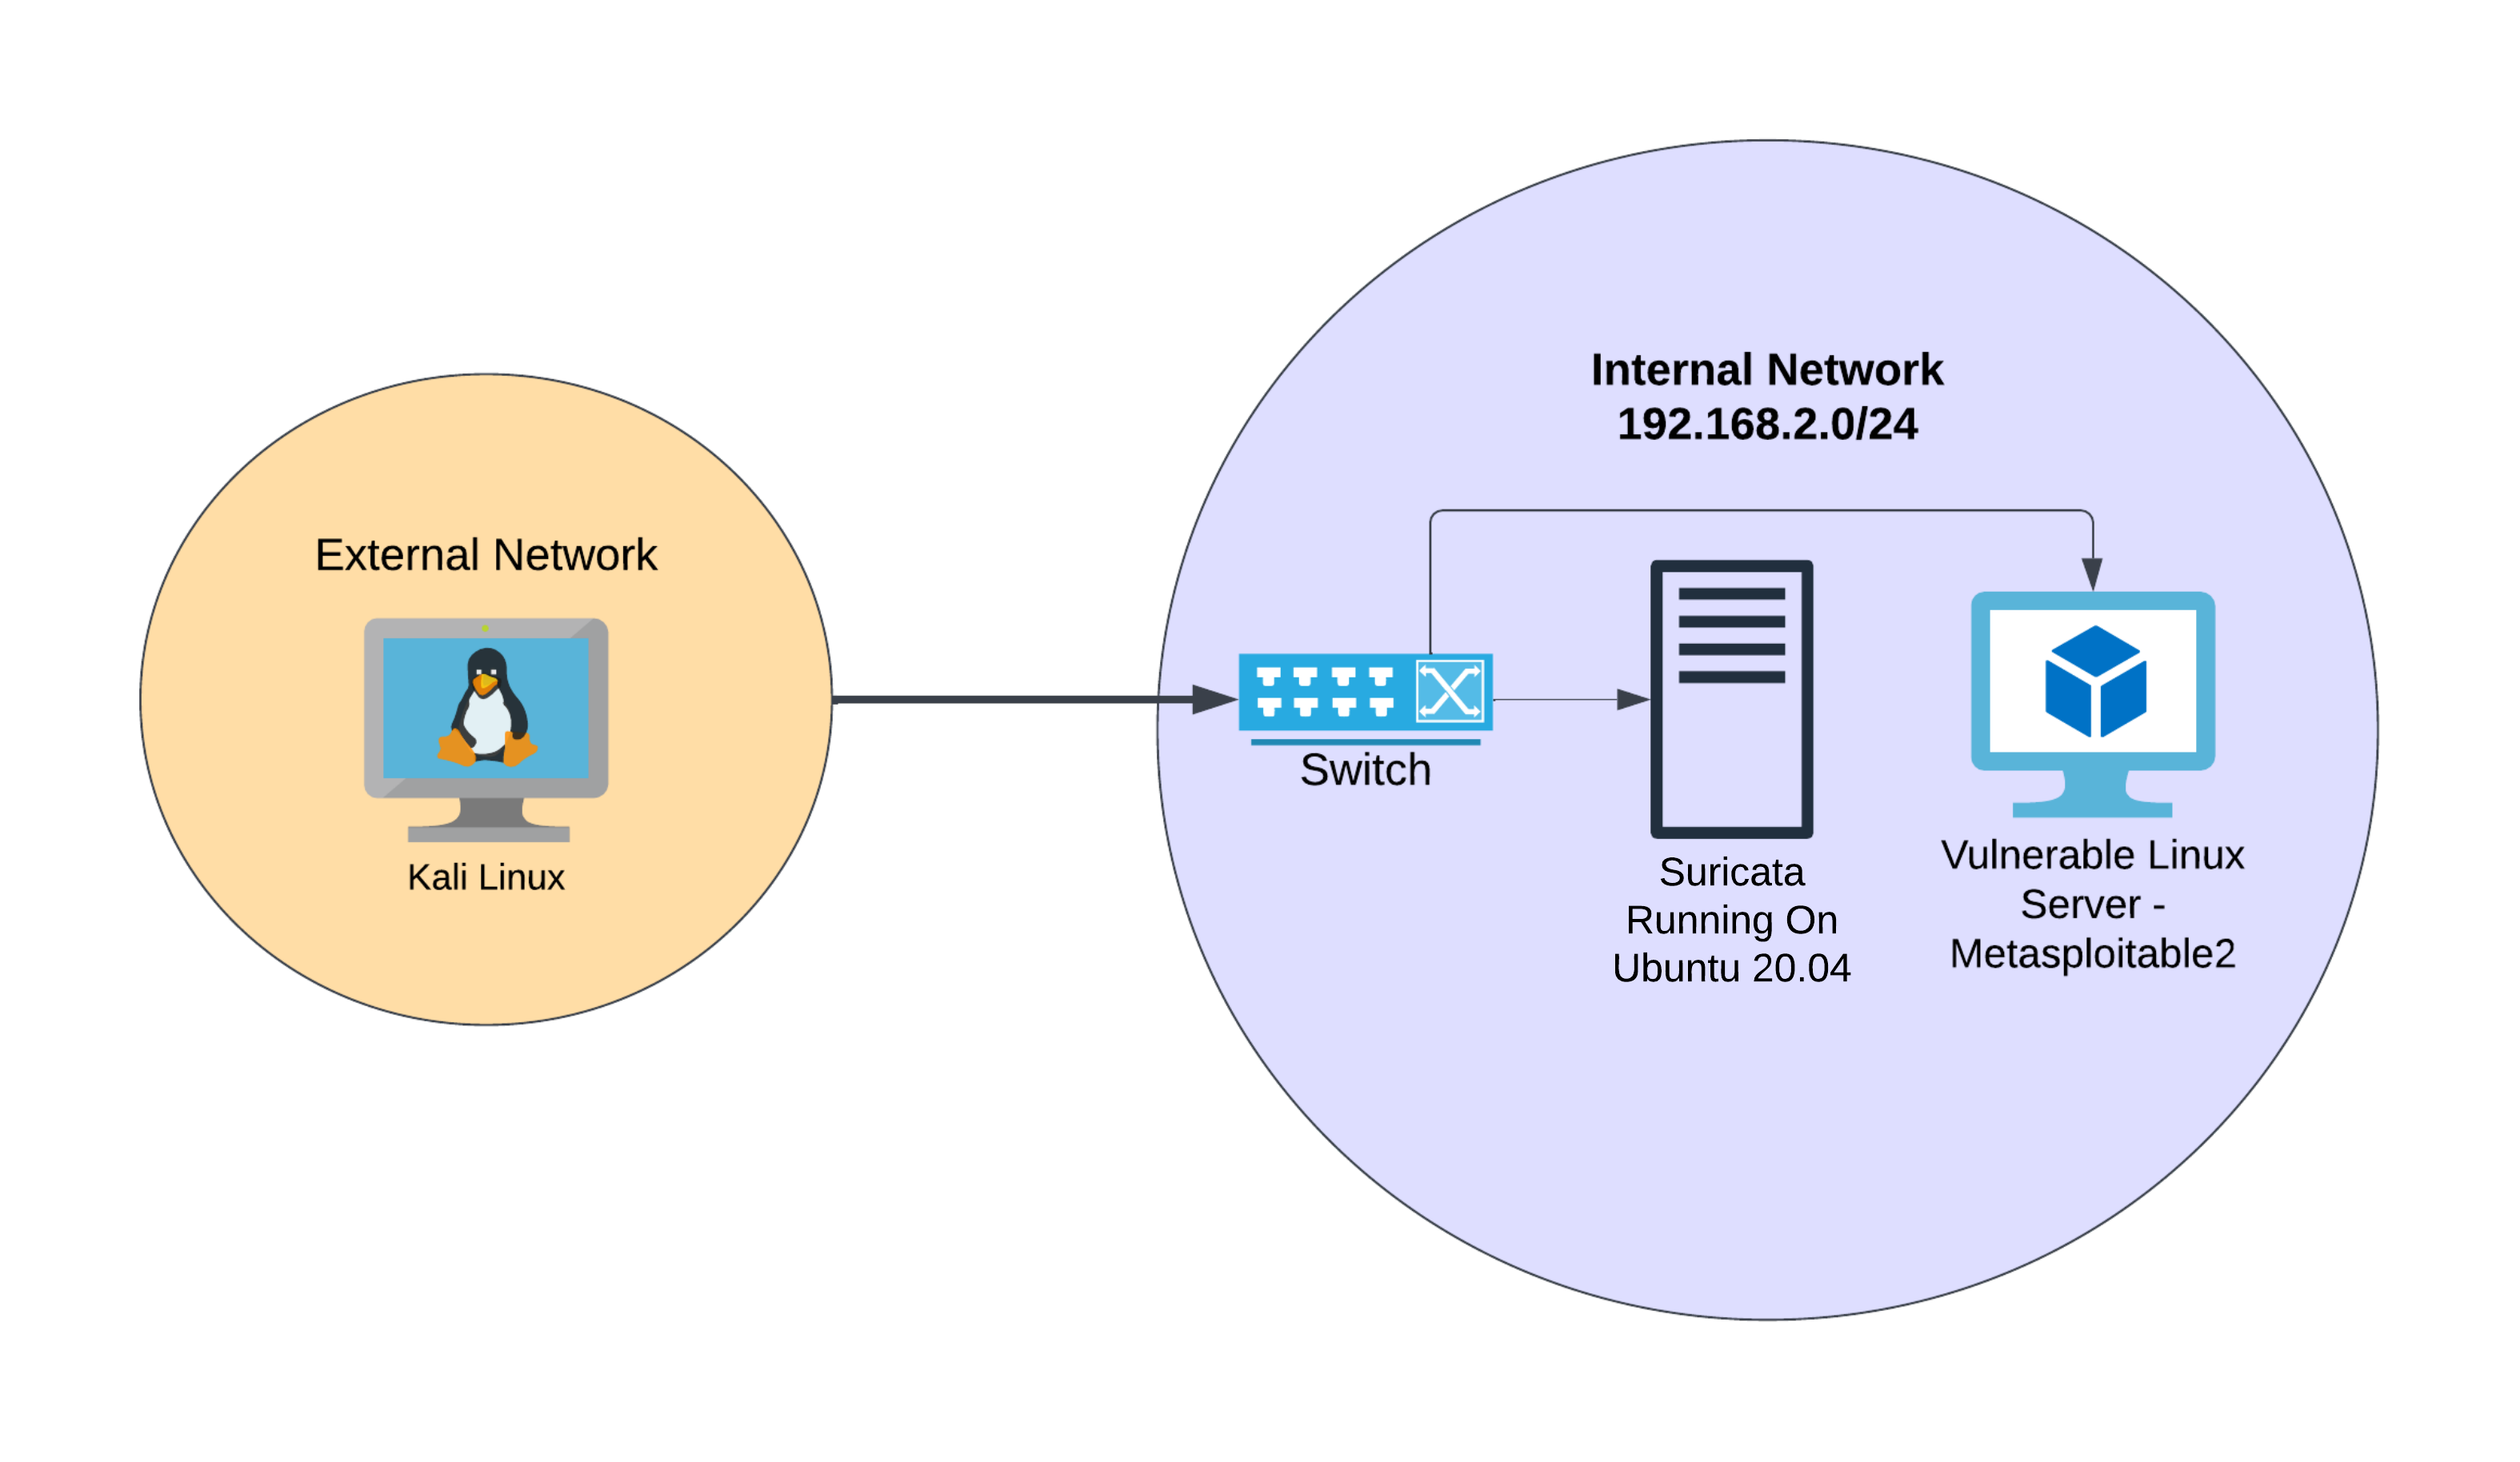 External Network
Kali Linux
Internal Network
192.168.2.0/24
Switch
Suricata
Running On
Ubuntu 20.04
Vulnerable Linux
Server -
Metasploitable2